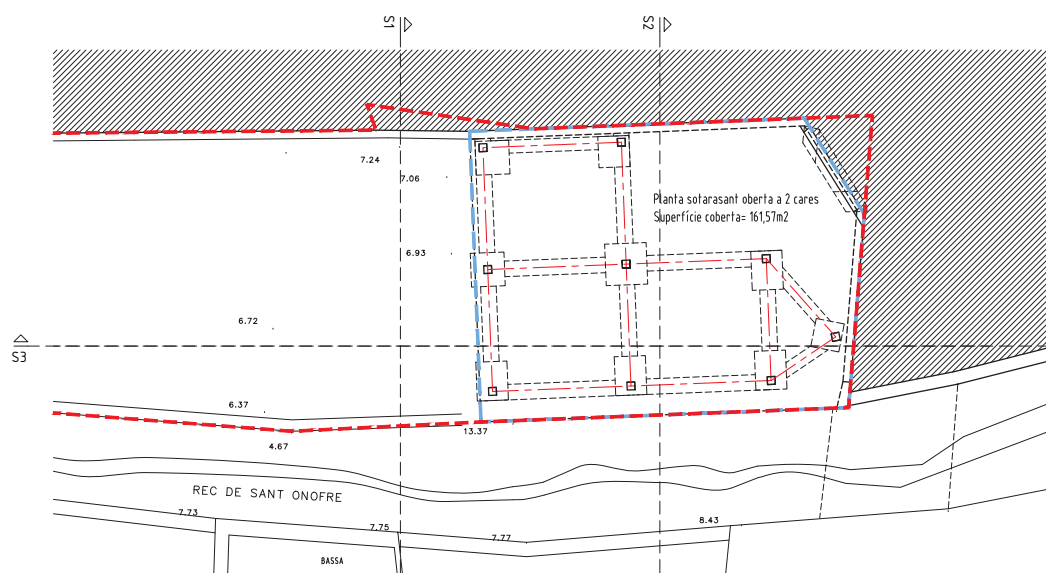 S1
S2
7.24
7.06
Planta sotarasant oberta a 2 cares
Superfície coberta= 161,57m2
6.93
6.72
S3
6.37
13.37
4.67
REC DE SANT ONOFRE
7.73
7.75
7.77
8.43
BASSA